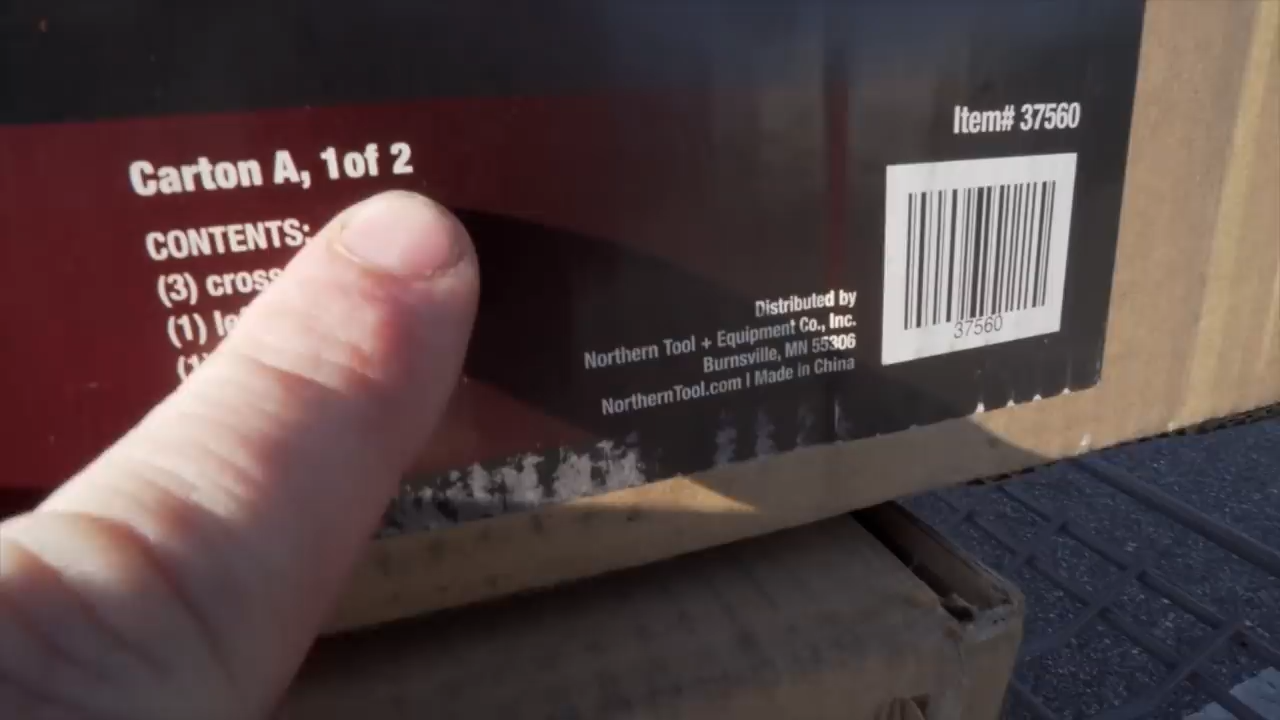 Carton A, 1of 2
CONTENTS:
(3) cross
(1)
(1)
Item# 37560
37560
Distributed by
Northern Tool + Equipment Co., Inc.
Burnsville, MN 55306
NorthernTool.com | Made in China